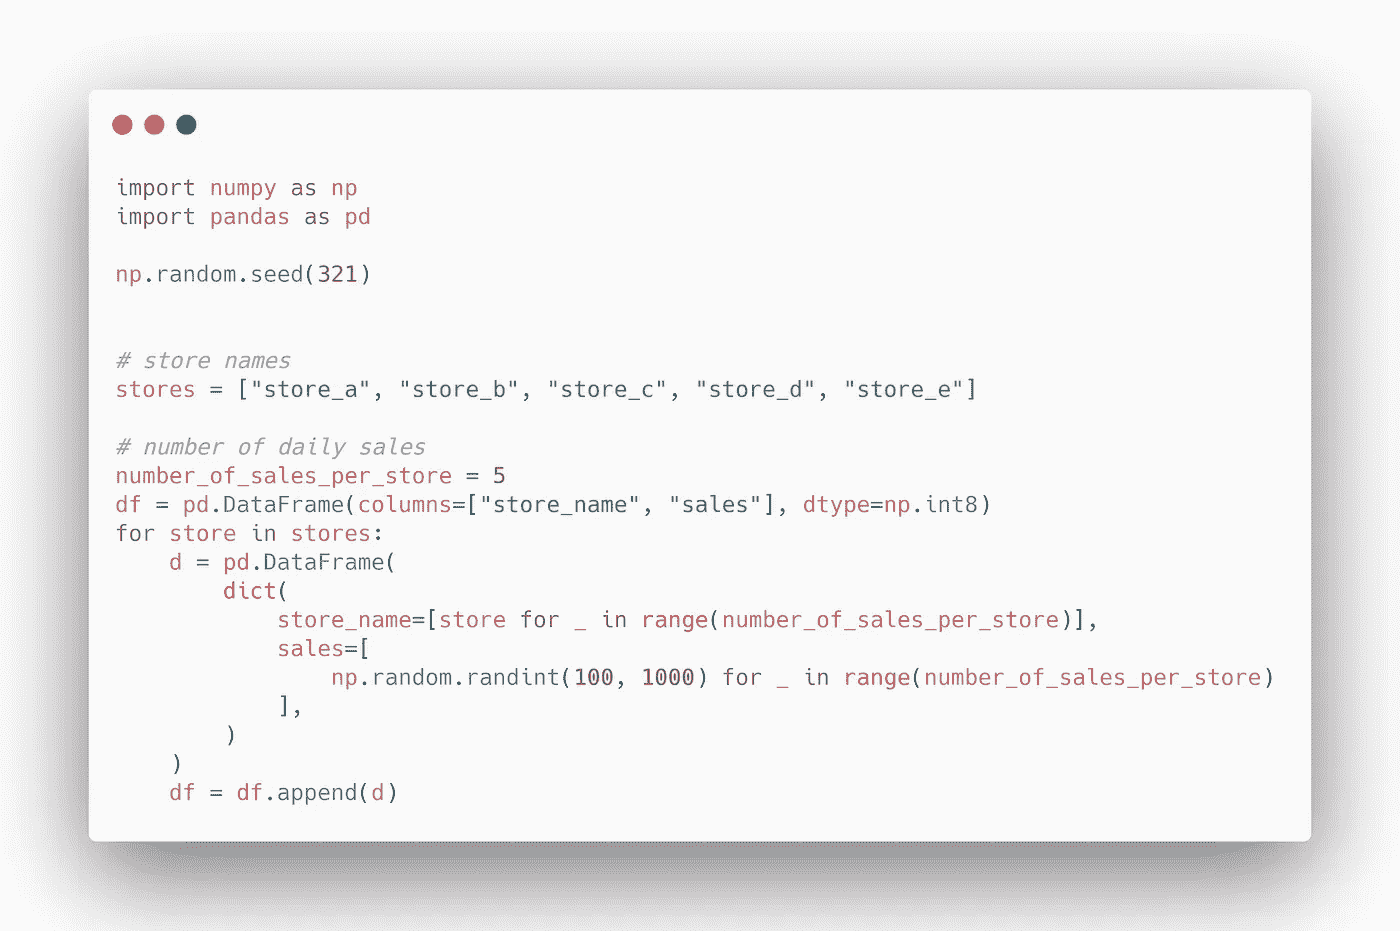 import numpy as np
import pandas as pd
np.random.seed(321)
# store names
stores = ["store_a", "store_b", "store_c", "store_d", "store_e"]
# number of daily sales
number_of_sales_per_store = 5
df = pd.DataFrame(columns=["store_name", "sales"], dtype=np.int8)
for store in stores:
    d = pd.DataFrame(
        dict(
            store_name=[store for _ in range(number_of_sales_per_store)],
            sales=[
                np.random.randint(100, 1000) for _ in range(number_of_sales_per_store)
            ],
        )
    )
    df = df.append(d)